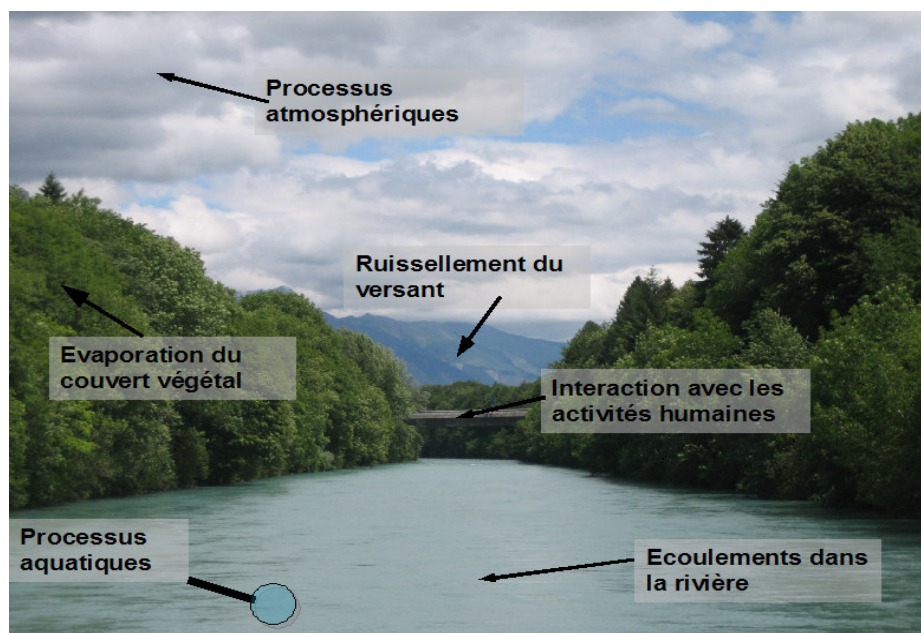 Processus
atmosphériques
Ruissellement du
versant
Evaporation du
couvert végétal
Interaction avec les
activités humaines
Processus
aquatiques
Ecoulements dans
la rivière